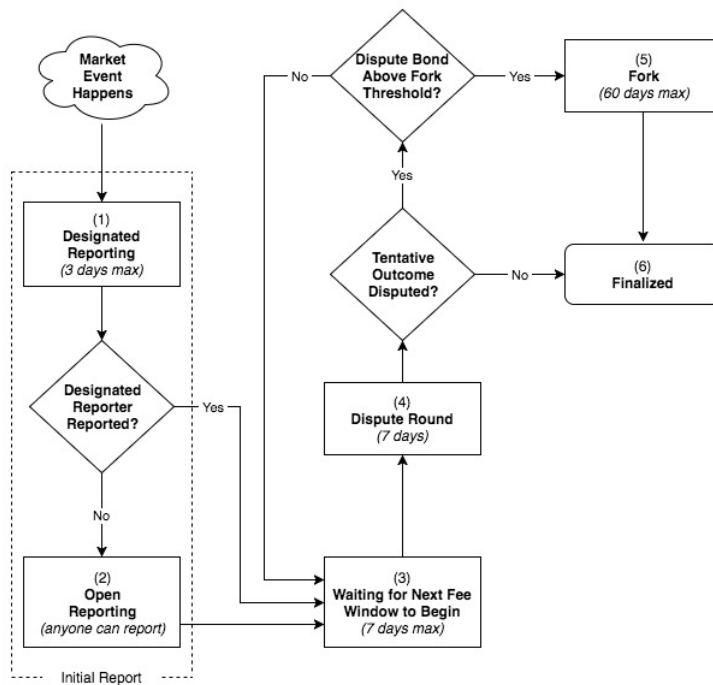 Market
Event
Happens
(1)
Designated
Reporting
(3 days max)
Designated
Reporter
Reported?
Yes
No
(2)
Open
Reporting
(anyone can report)
Initial Report
(3)
Waiting for Next Fee
Window to Begin
(7 days max)
(4)
Dispute Round
(7 days)
Tentative
Outcome
Disputed?
No
Yes
Dispute Bond
Above Fork
Threshold?
No
Yes
(5)
Fork
(60 days max)
(6)
Finalized